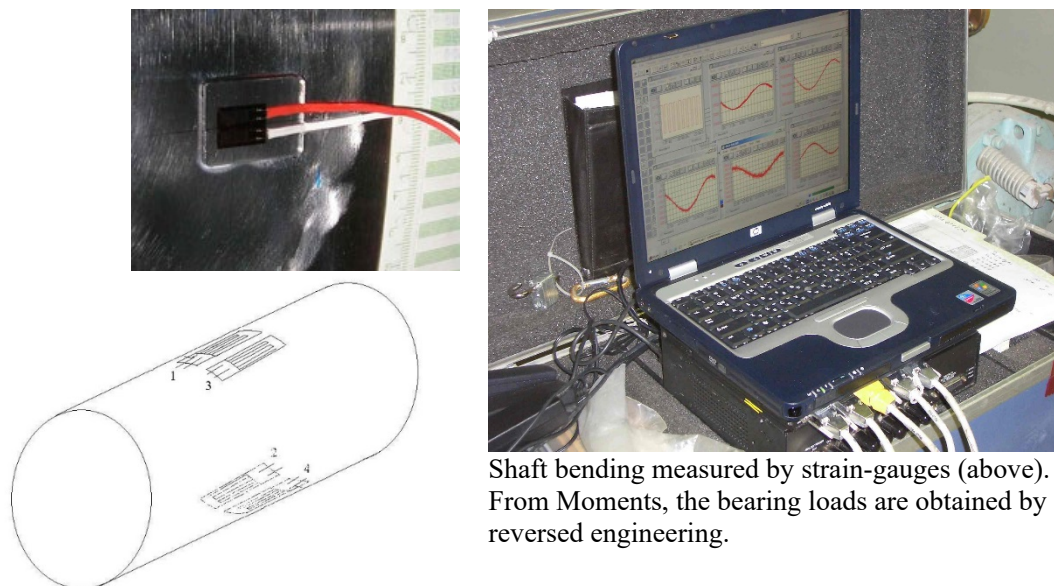 1
3
2
4
Shaft bending measured by strain-gauges (above).
From Moments, the bearing loads are obtained by
reversed engineering.